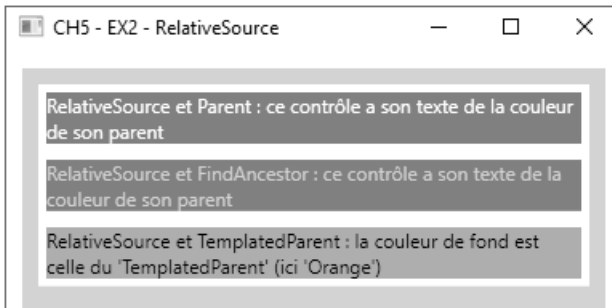 CH5 - EX2 - RelativeSource
RelativeSource et Parent : ce contrôle a son texte de la couleur
de son parent
RelativeSource et FindAncestor : ce contrôle a son texte de la
couleur de son parent
RelativeSource et TemplatedParent : la couleur de fond est
celle du 'TemplatedParent' (ici 'Orange')